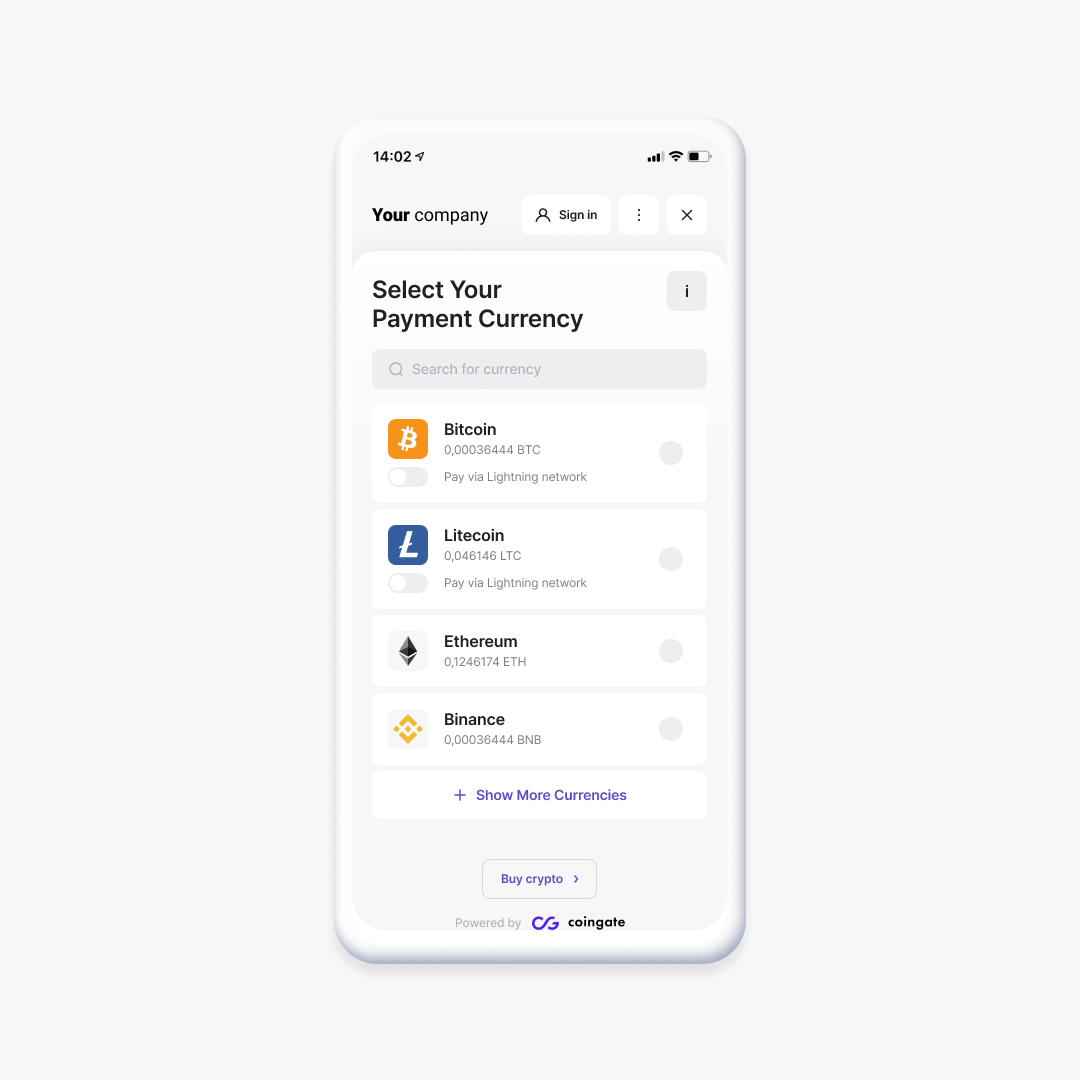 14:02
Your company
Sign in
Select Your
Payment Currency
i
Search for currency
Bitcoin
0,00036444 BTC
Pay via Lightning network
Litecoin
0,046146 LTC
Pay via Lightning network
Ethereum
0,1246174 ETH
Binance
0,00036444 BNB
+ Show More Currencies
Buy crypto >
Powered by CG coingate